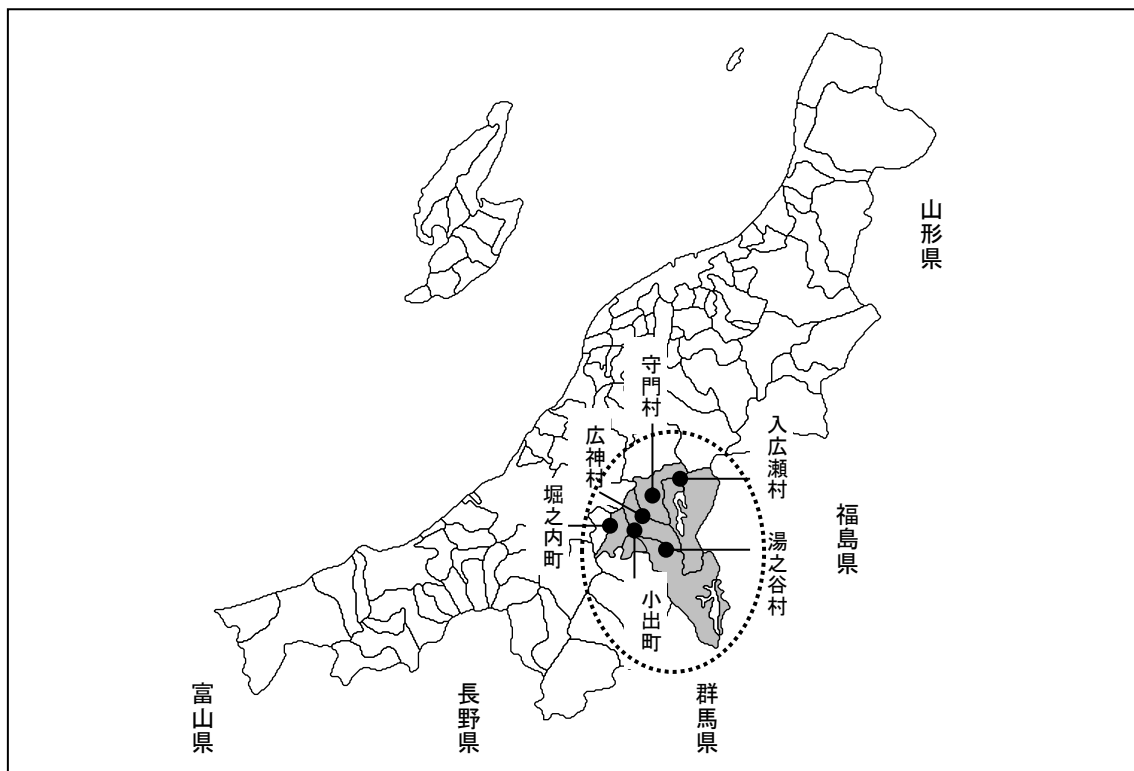 山形県
守門村
入広瀬村
広神村
堀之内町
福島県
湯之谷村
小出町
富山県
長野県
群馬県